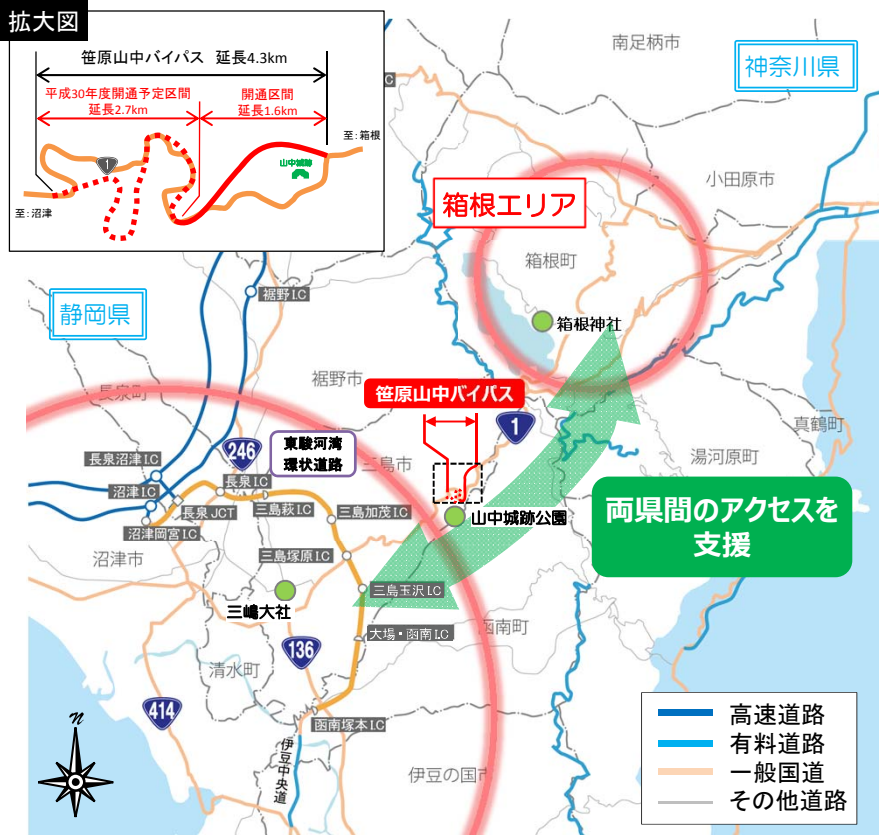 拡大図
笹原山中バイパス 延長4.3km
平成30年度開通予定区間
延長2.7km
開通区間
延長1.6km
至:箱根
山中城跡
1
至:沼津
C
南足柄市
神奈川県
小田原市
箱根エリア
箱根町
箱根神社
静岡県
裾野I.C
裾野市
長泉町
笹原山中バイパス
1
真鶴町
湯河原町
246
東駿河湾
環状道路
三島市
長泉沼津I.C
沼津I.C
長泉I.C
長泉JCT
三島萩I.C
三島加茂I.C
山中城跡公園
両県間のアクセスを
支援
沼津岡宮I.C
沼津市
三島塚原I.C
三嶋大社
三島玉沢I.C
大場・函南I.C
函南町
136
清水町
414
函南塚本I.C
伊豆中央道
伊豆の国市
N
高速道路
有料道路
一般国道
その他道路